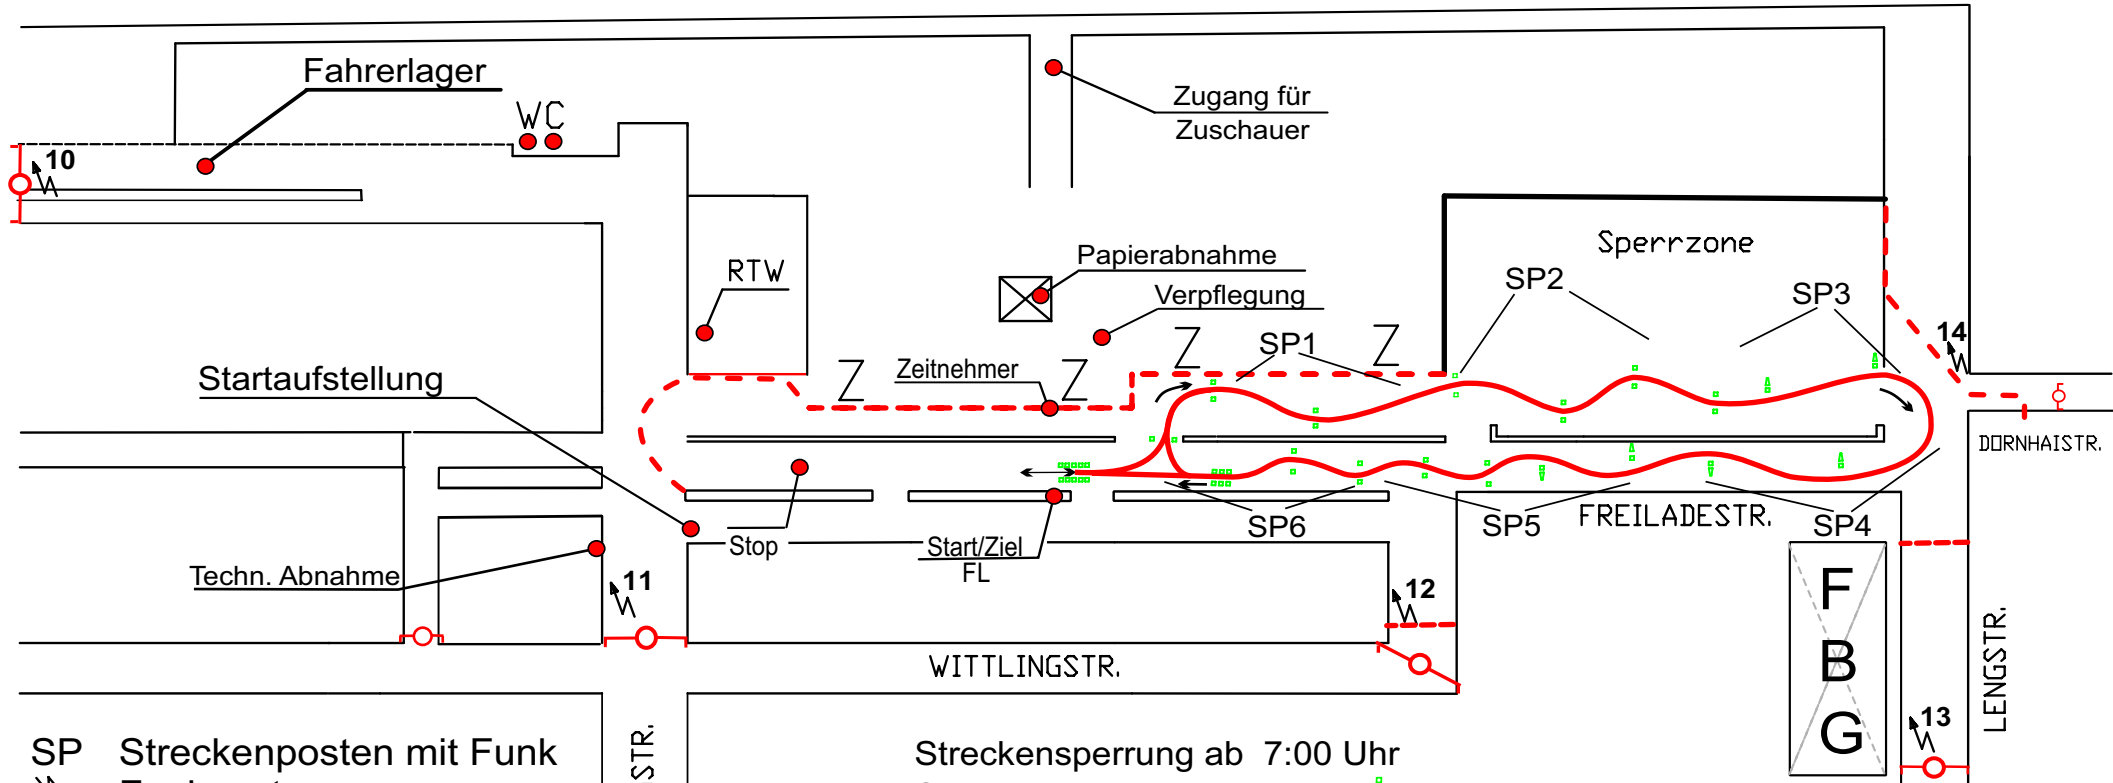 Fahrerlager
WC
Zugang für
Zuschauer
10
RTW
Papierabnahme
Verpflegung
Sperrzone
SP2
SP3
14
Z
Z
Z
Z
SP1
Zeitnehmer
Startaufstellung
DORNHAISTR.
Stop
Start/Ziel
FL
SP6
SP5
FREILADESTR.
SP4
Techn. Abnahme
11
12
F
B
G
WITTLINGSTR.
LENGSTR.
13
STR.
SP Streckenposten mit Funk
Streckensperrung ab 7:00 Uhr